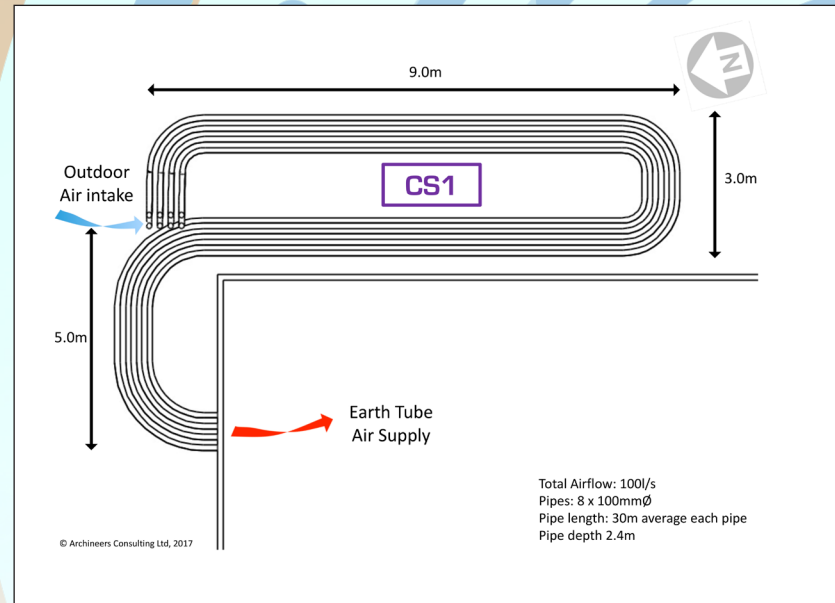 9.0m
N
Outdoor
Air intake
CS1
3.0m
5.0m
Earth Tube
Air Supply
Total Airflow: 100l/s
Pipes: 8 x 100mmØ
Pipe length: 30m average each pipe
Pipe depth 2.4m
© Archineers Consulting Ltd, 2017